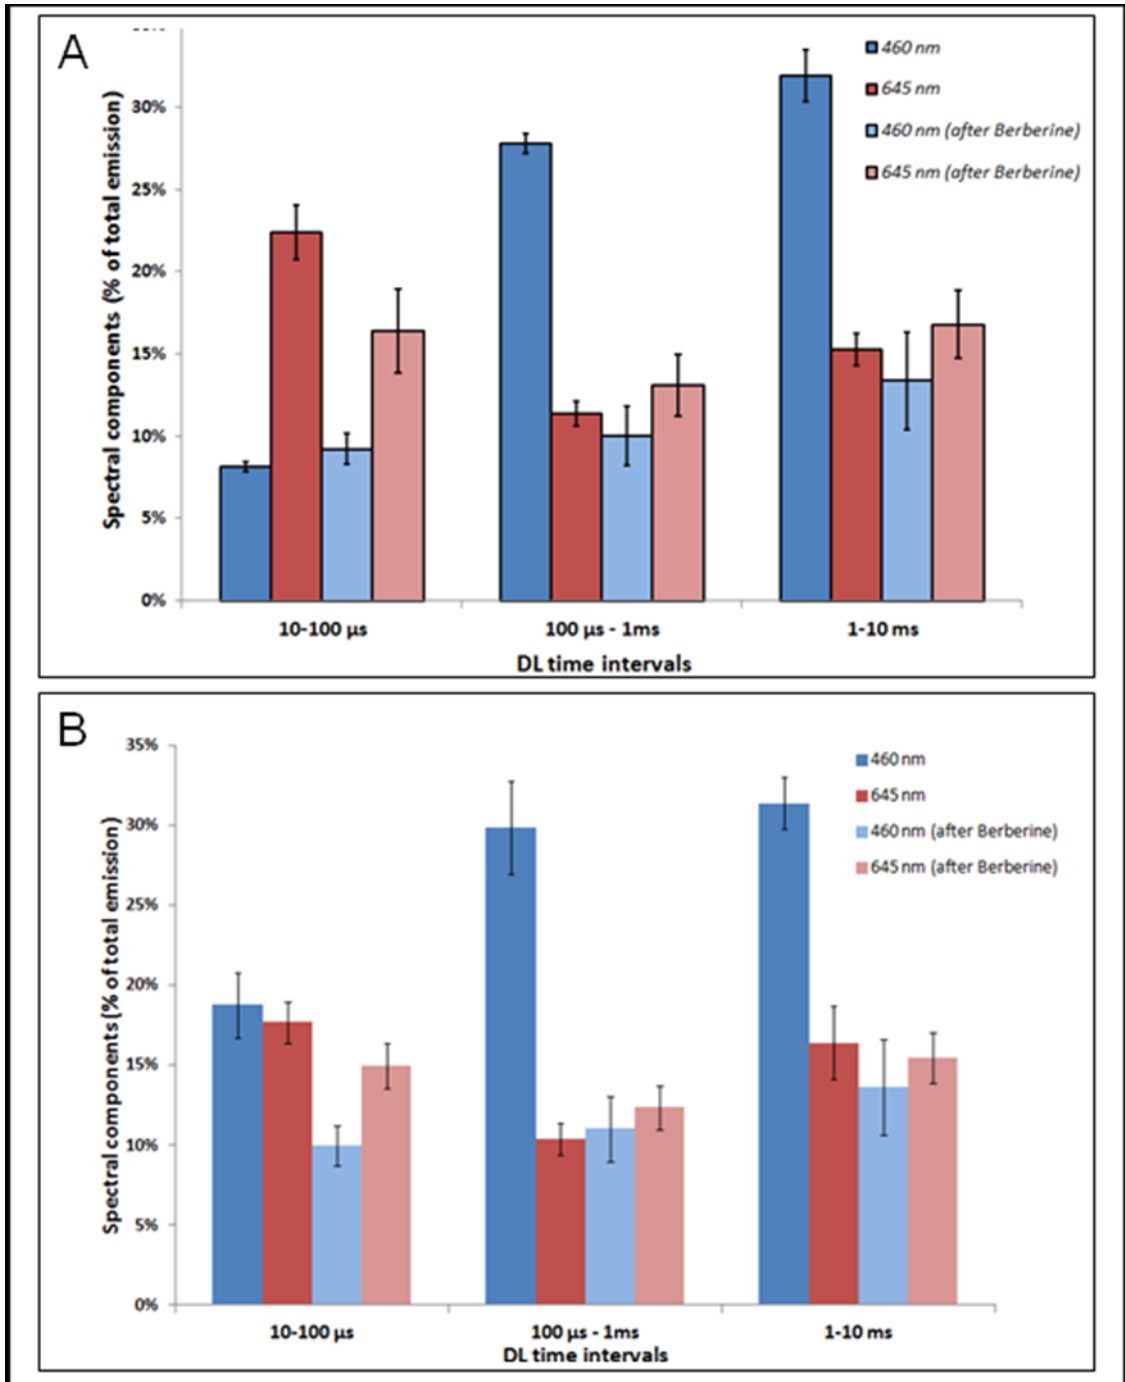 A
460 nm
645 nm
460 nm (after Berberine)
645 nm (after Berberine)
Spectral components (% of total emission)
30%
25%
20%
15%
10%
5%
0%
10-100 µs
100 µs - 1ms
1-10 ms
DL time intervals
B
460 nm
645 nm
460 nm (after Berberine)
645 nm (after Berberine)
Spectral components (% of total emission)
35%
30%
25%
20%
15%
10%
5%
0%
10-100 µs
100 µs - 1ms
1-10 ms
DL time intervals